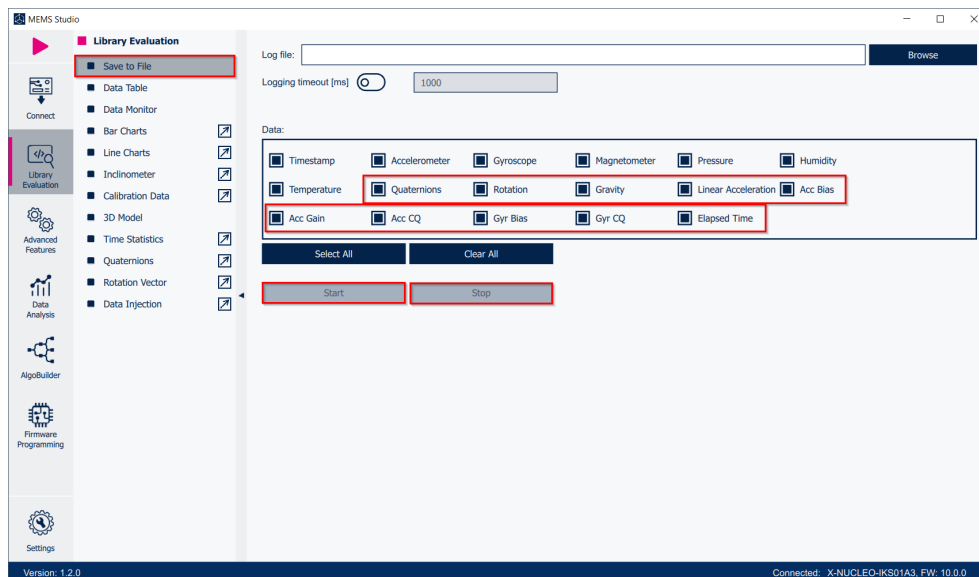 MEMS Studio
Connect
Library
Evaluation
Advanced
Features
Data
Analysis
AlgoBuilder
Firmware
Programming
Settings
Library Evaluation
Save to File
Data Table
Data Monitor
Bar Charts
Line Charts
Inclinometer
Calibration Data
3D Model
Time Statistics
Quaternions
Rotation Vector
Data Injection
Log file:
Browse
Logging timeout [ms]
1000
Data:
Timestamp Accelerometer Gyroscope Magnetometer Pressure Humidity
Temperature Quaternions Rotation Gravity Linear Acceleration Acc Bias
Acc Gain Acc CQ Gyr Bias Gyr CQ Elapsed Time
Select All Clear All
Start Stop
Version: 1.2.0 Connected: X-NUCLEO-IKS01A3, FW: 10.0.0